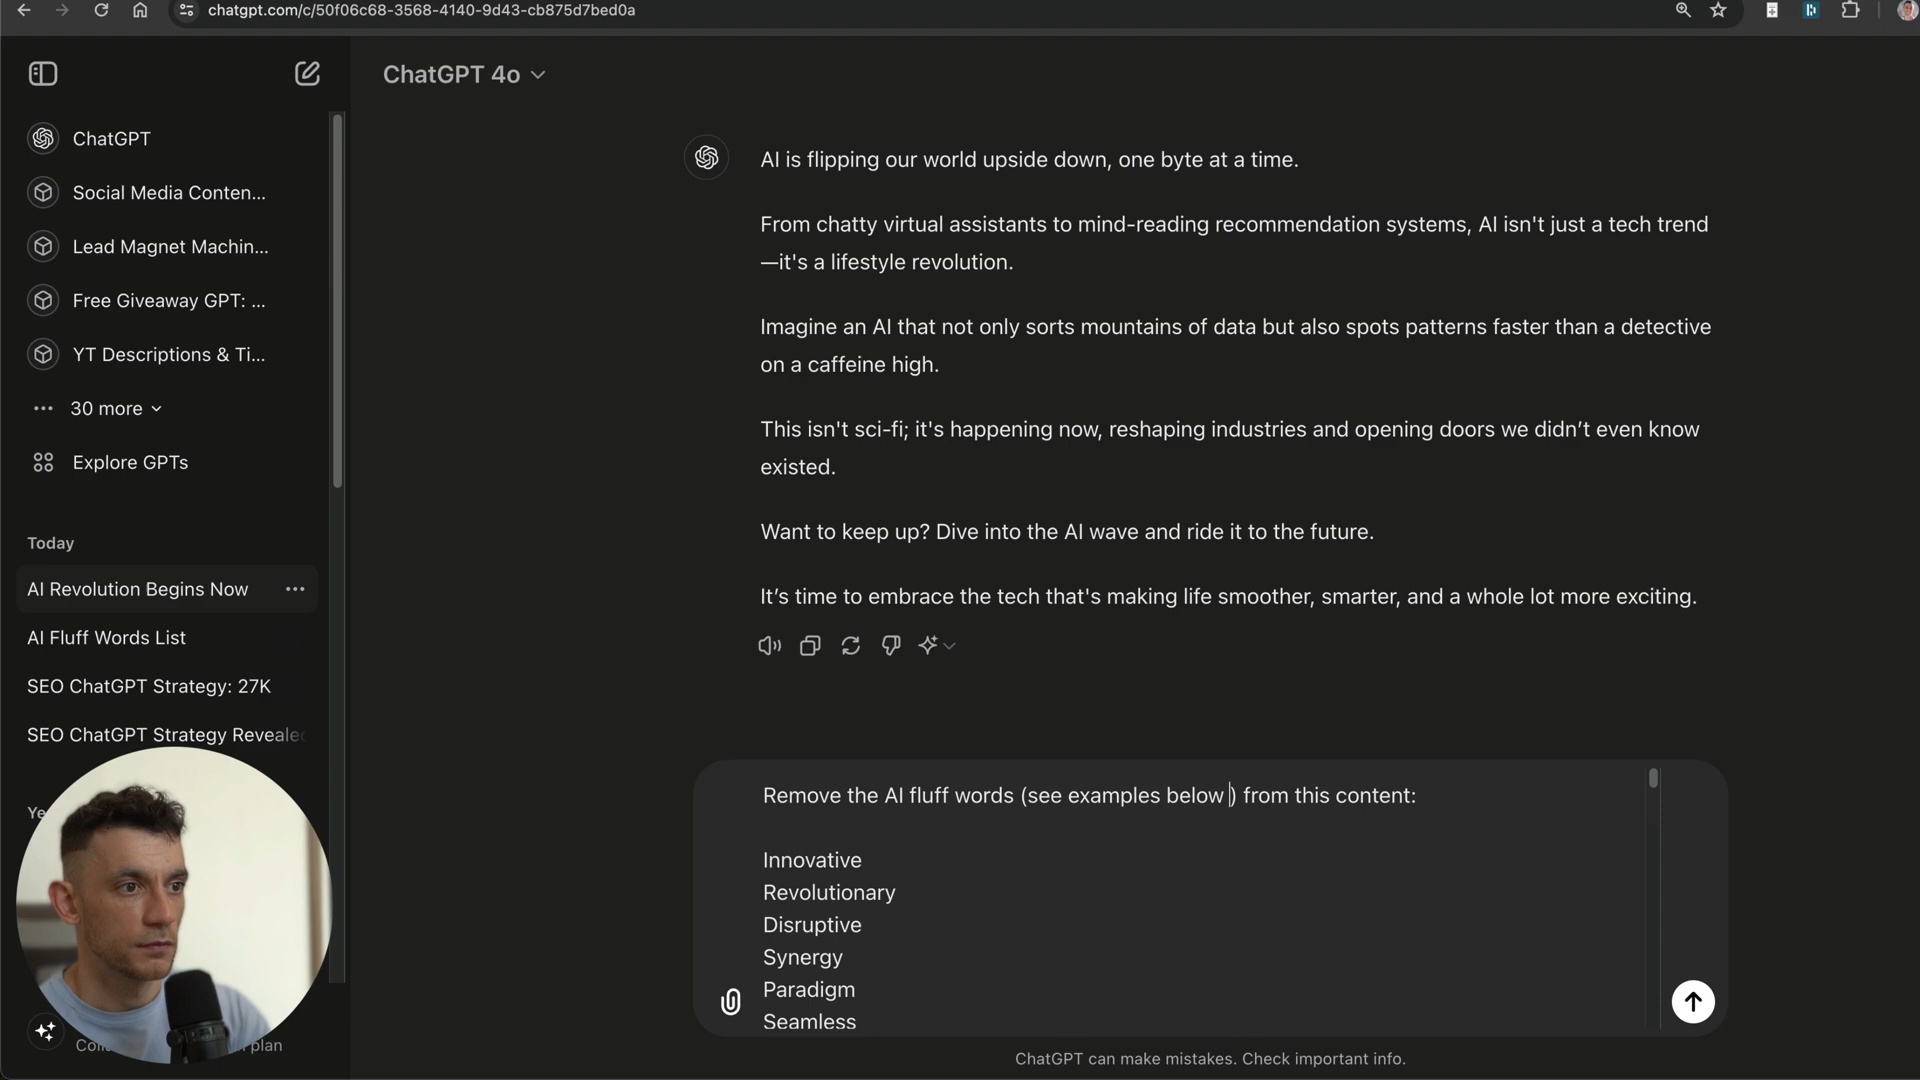 chatgpt.com/c/50f06c68-3568-4140-9d43-cb875d7bed0a
ChatGPT 4o
ChatGPT
Social Media Conten...
Lead Magnet Machin...
Free Giveaway GPT: ...
YT Descriptions & Ti...
30 more
Explore GPTs
Today
AI Revolution Begins Now
AI Fluff Words List
SEO ChatGPT Strategy: 27K
SEO ChatGPT Strategy Revealed
plan
AI is flipping our world upside down, one byte at a time.
From chatty virtual assistants to mind-reading recommendation systems, AI isn't just a tech trend
—it's a lifestyle revolution.
Imagine an AI that not only sorts mountains of data but also spots patterns faster than a detective
on a caffeine high.
This isn't sci-fi; it's happening now, reshaping industries and opening doors we didn’t even know
existed.
Want to keep up? Dive into the AI wave and ride it to the future.
It’s time to embrace the tech that's making life smoother, smarter, and a whole lot more exciting.
Remove the AI fluff words (see examples below ) from this content:
Innovative
Revolutionary
Disruptive
Synergy
Paradigm
Seamless
ChatGPT can make mistakes. Check important info.